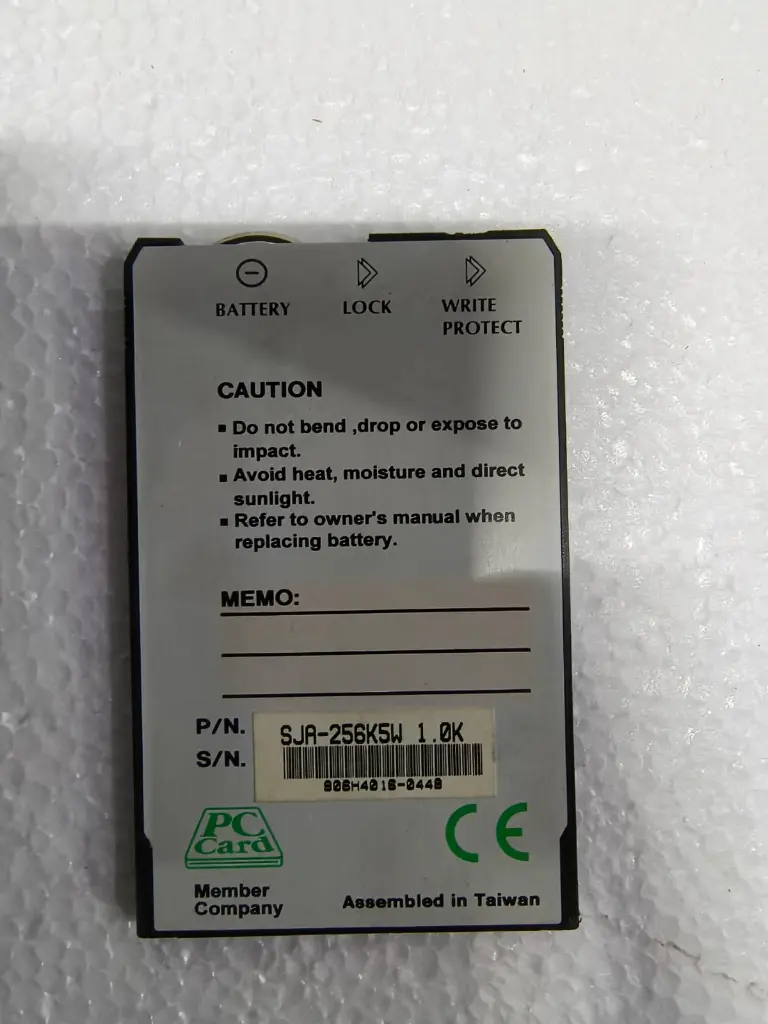 BATTERY LOCK WRITE PROTECT
CAUTION
▪ Do not bend ,drop or expose to
impact.
▪ Avoid heat, moisture and direct
sunlight.
▪ Refer to owner's manual when
replacing battery.
MEMO:
P/N. SJA-256K5W 1.0K
S/N.
906H4016-0449
PC
Card
CE
Member
Company
Assembled in Taiwan